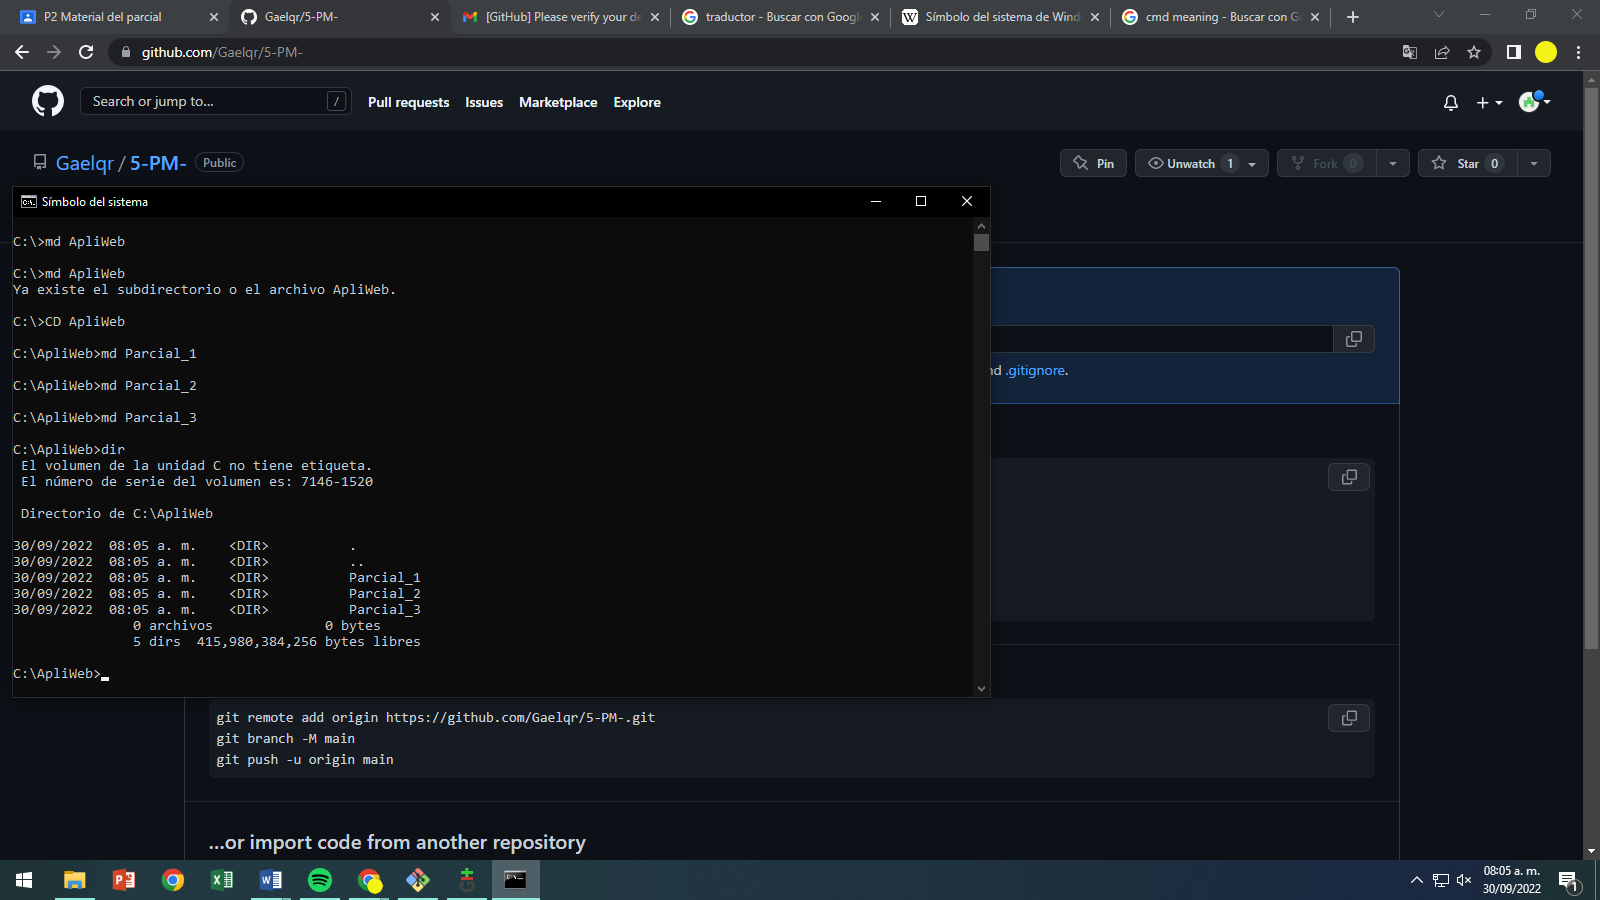 P2 Material del parcial
Gaelqr/5-PM-
[GitHub] Please verify your de
traductor - Buscar con Google
Símbolo del sistema de Wind
cmd meaning - Buscar con G
github.com/Gaelqr/5-PM-
Search or jump to...
/
Pull requests
Issues
Marketplace
Explore
Gaelqr / 5-PM-
Public
Pin
Unwatch 1
Fork 0
Star 0
Símbolo del sistema
C:\>md ApliWeb
C:\>md ApliWeb
Ya existe el subdirectorio o el archivo ApliWeb.
C:\>CD ApliWeb
C:\ApliWeb>md Parcial_1
C:\ApliWeb>md Parcial_2
C:\ApliWeb>md Parcial_3
C:\ApliWeb>dir
El volumen de la unidad C no tiene etiqueta.
El número de serie del volumen es: 7146-1520
Directorio de C:\ApliWeb
30/09/2022  08:05 a. m.    <DIR>          .
30/09/2022  08:05 a. m.    <DIR>          ..
30/09/2022  08:05 a. m.    <DIR>          Parcial_1
30/09/2022  08:05 a. m.    <DIR>          Parcial_2
30/09/2022  08:05 a. m.    <DIR>          Parcial_3
0 archivos              0 bytes
5 dirs  415,980,384,256 bytes libres
C:\ApliWeb>
.gitignore.
git remote add origin https://github.com/Gaelqr/5-PM-.git
git branch -M main
git push -u origin main
...or import code from another repository
08:05 a. m.
30/09/2022
1